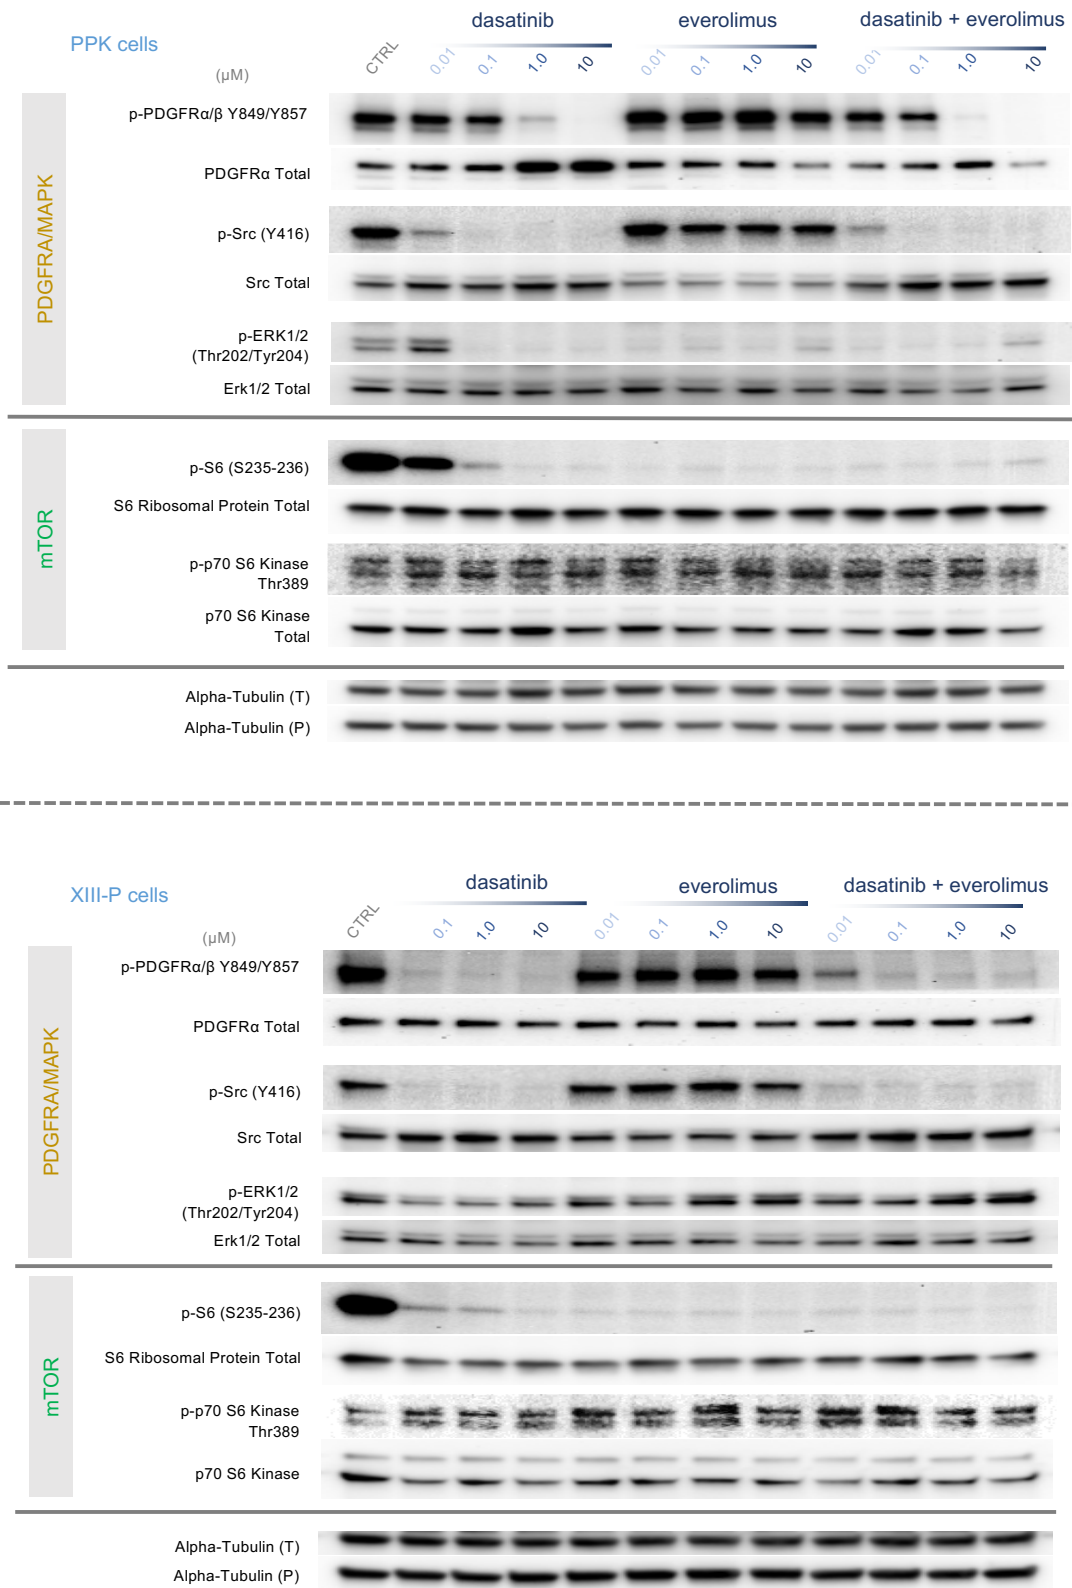 dasatinib everolimus dasatinib + everolimus
PPK cells
CTRL 0.01 0.1 1.0 10 0.01 0.1 1.0 10 0.01 0.1 1.0 10
(µM)
p-PDGFRα/β Y849/Y857
PDGFRα Total
p-Src (Y416)
Src Total
p-ERK1/2
(Thr202/Tyr204)
Erk1/2 Total
PDGFRA/MAPK
p-S6 (S235-236)
S6 Ribosomal Protein Total
p-p70 S6 Kinase
Thr389
p70 S6 Kinase
Total
mTOR
Alpha-Tubulin (T)
Alpha-Tubulin (P)
dasatinib everolimus dasatinib + everolimus
XIII-P cells
CTRL 0.1 1.0 10 0.01 0.1 1.0 10 0.01 0.1 1.0 10
(µM)
p-PDGFRα/β Y849/Y857
PDGFRα Total
p-Src (Y416)
Src Total
p-ERK1/2
(Thr202/Tyr204)
Erk1/2 Total
PDGFRA/MAPK
p-S6 (S235-236)
S6 Ribosomal Protein Total
p-p70 S6 Kinase
Thr389
p70 S6 Kinase
mTOR
Alpha-Tubulin (T)
Alpha-Tubulin (P)